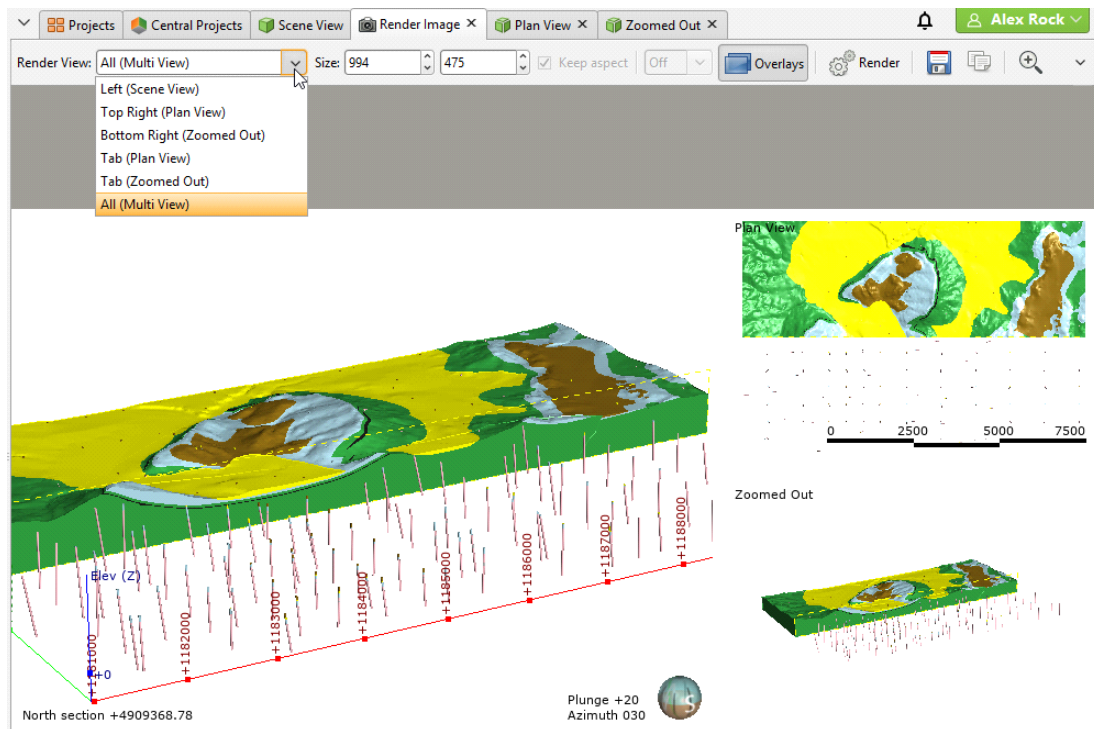 Projects Central Projects Scene View Render Image Plan View Zoomed Out Alex Rock
Render View: All (Multi View) Size: 994 475 Keep aspect Off Overlays Render
Left (Scene View)
Top Right (Plan View)
Bottom Right (Zoomed Out)
Tab (Plan View)
Tab (Zoomed Out)
All (Multi View)
Plan View
0 2500 5000 7500
Zoomed Out
Elev (Z)
+0
+1182000
+1183000
+1184000
+1185000
+1186000
+1187000
+1188000
North section +4909368.78
Plunge +20
Azimuth 030
S